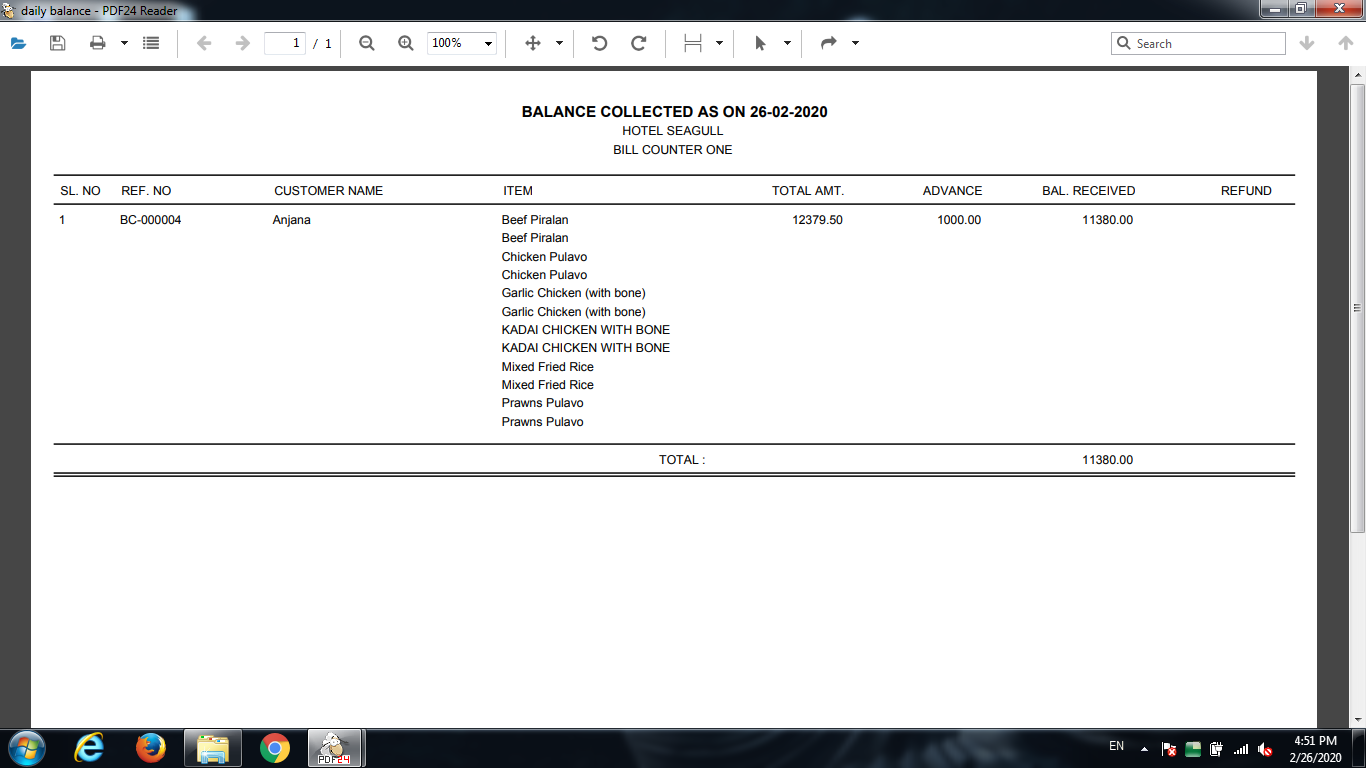 daily balance - PDF24 Reader
1 / 1
100%
Search
BALANCE COLLECTED AS ON 26-02-2020
HOTEL SEAGULL
BILL COUNTER ONE
SL. NO REF. NO CUSTOMER NAME ITEM TOTAL AMT. ADVANCE BAL. RECEIVED REFUND
1 BC-000004 Anjana Beef Piralan 12379.50 1000.00 11380.00
Beef Piralan
Chicken Pulavo
Chicken Pulavo
Garlic Chicken (with bone)
Garlic Chicken (with bone)
KADAI CHICKEN WITH BONE
KADAI CHICKEN WITH BONE
Mixed Fried Rice
Mixed Fried Rice
Prawns Pulavo
Prawns Pulavo
TOTAL : 11380.00
PDF24
EN
4:51 PM
2/26/2020